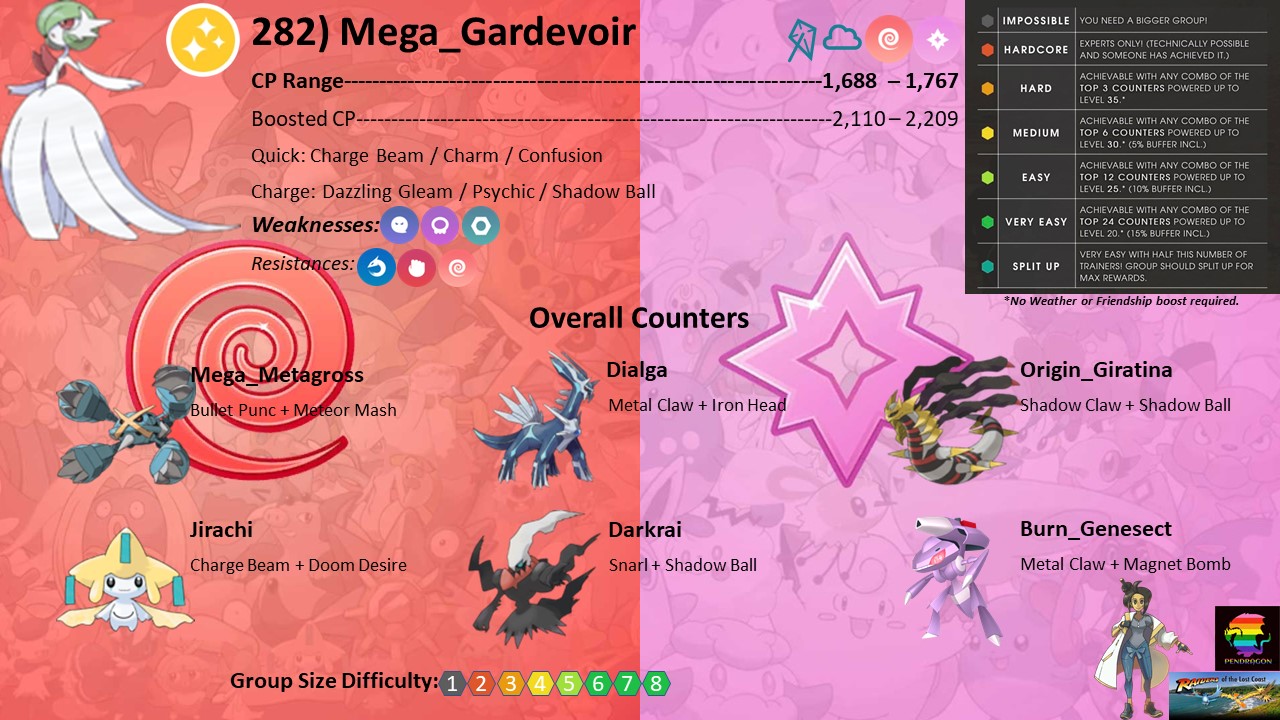 282) Mega_Gardevoir
CP Range--------------------------------------------------------------------1,688 – 1,767
Boosted CP--------------------------------------------------------------------2,110 – 2,209
Quick: Charge Beam / Charm / Confusion
Charge: Dazzling Gleam / Psychic / Shadow Ball
Weaknesses:
Resistances:
IMPOSSIBLE YOU NEED A BIGGER GROUP!
HARDCORE EXPERTS ONLY! (TECHNICALLY POSSIBLE
AND SOMEONE HAS ACHIEVED IT.)
HARD ACHIEVABLE WITH ANY COMBO OF THE
TOP 3 COUNTERS POWERED UP TO
LEVEL 35.*
MEDIUM ACHIEVABLE WITH ANY COMBO OF THE
TOP 6 COUNTERS POWERED UP TO
LEVEL 30.* (5% BUFFER INCL.)
EASY ACHIEVABLE WITH ANY COMBO OF THE
TOP 12 COUNTERS POWERED UP TO
LEVEL 25.* (10% BUFFER INCL.)
VERY EASY ACHIEVABLE WITH ANY COMBO OF THE
TOP 24 COUNTERS POWERED UP TO
LEVEL 20.* (15% BUFFER INCL.)
SPLIT UP VERY EASY WITH HALF THIS NUMBER OF
TRAINERS! GROUP SHOULD SPLIT UP FOR
MAX REWARDS.
*No Weather or Friendship boost required.
Overall Counters
Mega_Metagross
Bullet Punc + Meteor Mash
Dialga
Metal Claw + Iron Head
Origin_Giratina
Shadow Claw + Shadow Ball
Jirachi
Charge Beam + Doom Desire
Darkrai
Snarl + Shadow Ball
Burn_Genesect
Metal Claw + Magnet Bomb
Group Size Difficulty: 1 2 3 4 5 6 7 8
PENDRAGON
RAIDERS of the Lost Coast